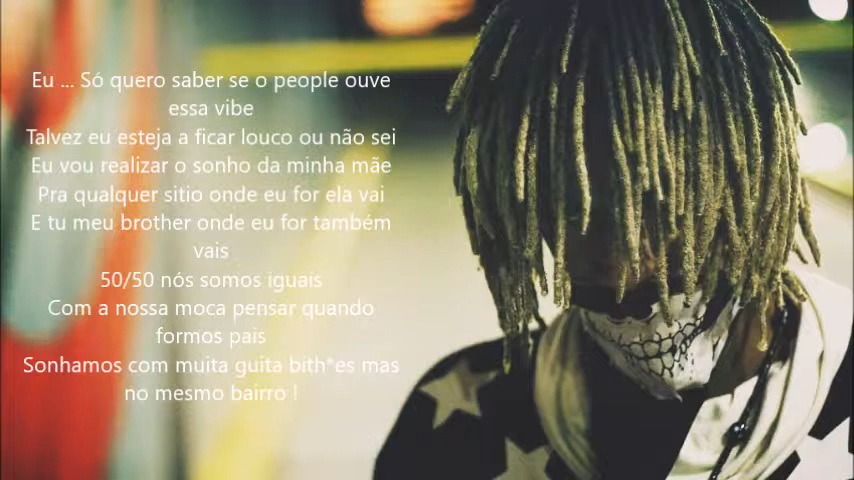 Eu ... Só quero saber se o people ouve
essa vibe
Talvez eu esteja a ficar louco ou não sei
Eu vou realizar o sonho da minha mãe
Pra qualquer sitio onde eu for ela vai
E tu meu brother onde eu for também
vais
50/50 nós somos iguais
Com a nossa moca pensar quando
formos pais
Sonhamos com muita guita bith*es mas
no mesmo bairro !